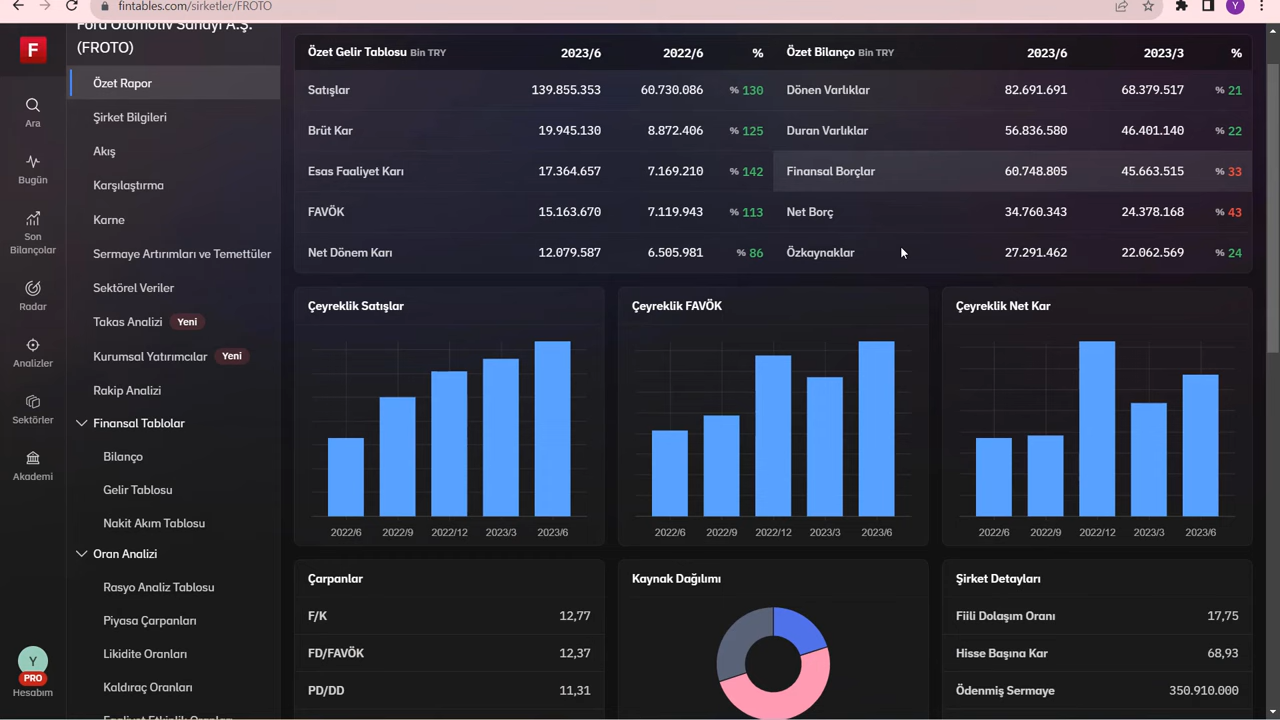 fintables.com/sirketler/FROTO
Y
Ford Otomotiv Sanayi A.Ş.
(FROTO)
F
Ara
Bugün
Son
Bilançolar
Radar
Analizler
Sektörler
Akademi
Y
PRO
Hesabım
Özet Rapor
Şirket Bilgileri
Akış
Karşılaştırma
Karne
Sermaye Artırımları ve Temettüler
Sektörel Veriler
Takas Analizi Yeni
Kurumsal Yatırımcılar Yeni
Rakip Analizi
Finansal Tablolar
Bilanço
Gelir Tablosu
Nakit Akım Tablosu
Oran Analizi
Rasyo Analiz Tablosu
Piyasa Çarpanları
Likidite Oranları
Kaldıraç Oranları
Faaliyet Etkinlik Oranları
Özet Gelir Tablosu Bin TRY 2023/6 2022/6 %
Satışlar 139.855.353 60.730.086 % 130
Brüt Kar 19.945.130 8.872.406 % 125
Esas Faaliyet Karı 17.364.657 7.169.210 % 142
FAVÖK 15.163.670 7.119.943 % 113
Net Dönem Karı 12.079.587 6.505.981 % 86
Özet Bilanço Bin TRY 2023/6 2023/3 %
Dönen Varlıklar 82.691.691 68.379.517 % 21
Duran Varlıklar 56.836.580 46.401.140 % 22
Finansal Borçlar 60.748.805 45.663.515 % 33
Net Borç 34.760.343 24.378.168 % 43
Özkaynaklar 27.291.462 22.062.569 % 24
Çeyreklik Satışlar
2022/6 2022/9 2022/12 2023/3 2023/6
Çeyreklik FAVÖK
2022/6 2022/9 2022/12 2023/3 2023/6
Çeyreklik Net Kar
2022/6 2022/9 2022/12 2023/3 2023/6
Çarpanlar
F/K 12,77
FD/FAVÖK 12,37
PD/DD 11,31
Kaynak Dağılımı
Şirket Detayları
Fiili Dolaşım Oranı 17,75
Hisse Başına Kar 68,93
Ödenmiş Sermaye 350.910.000